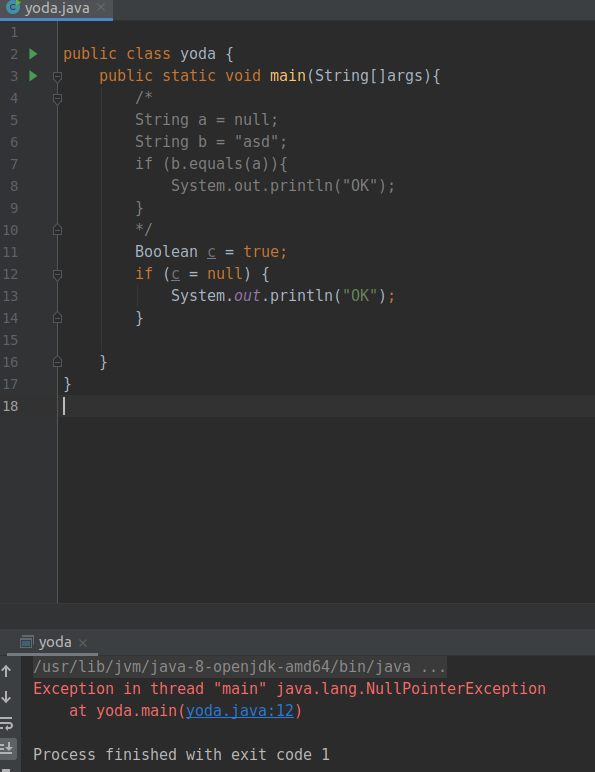 yoda.java
1
2 public class yoda {
3 public static void main(String[]args){
4 /*
5 String a = null;
6 String b = "asd";
7 if (b.equals(a)){
8 System.out.println("OK");
9 }
10 */
11 Boolean c = true;
12 if (c = null) {
13 System.out.println("OK");
14 }
15
16 }
17 }
18
yoda
/usr/lib/jvm/java-8-openjdk-amd64/bin/java ...
Exception in thread "main" java.lang.NullPointerException
at yoda.main(yoda.java:12)
Process finished with exit code 1